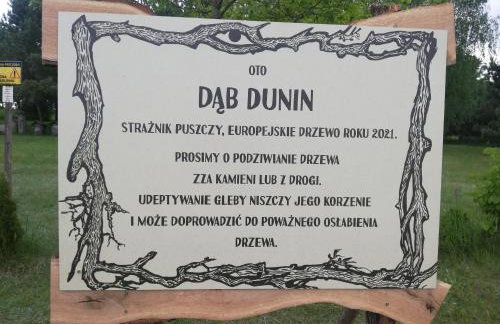 OTO
DĄB DUNIN
STRAŻNIK PUSZCZY, EUROPEJSKIE DRZEWO ROKU 2021.
PROSIMY O PODZIWIANIE DRZEWA
ZZA KAMIENI LUB Z DROGI.
UDEPTYWANIE GLEBY NISZCZY JEGO KORZENIE
I MOŻE DOPROWADZIĆ DO POWAŻNEGO OSŁABIENIA
DRZEWA.